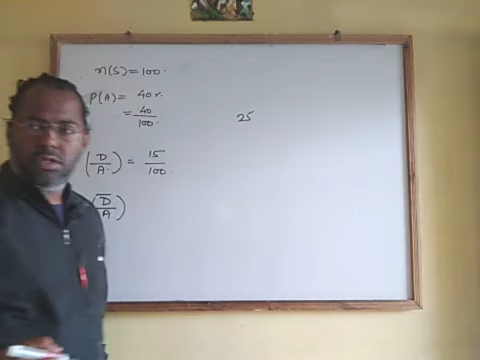 n(S) = 100.
P(A) = 40%.
= 40/100.
25
(D/A.) = 15/100.
(D̅/A)